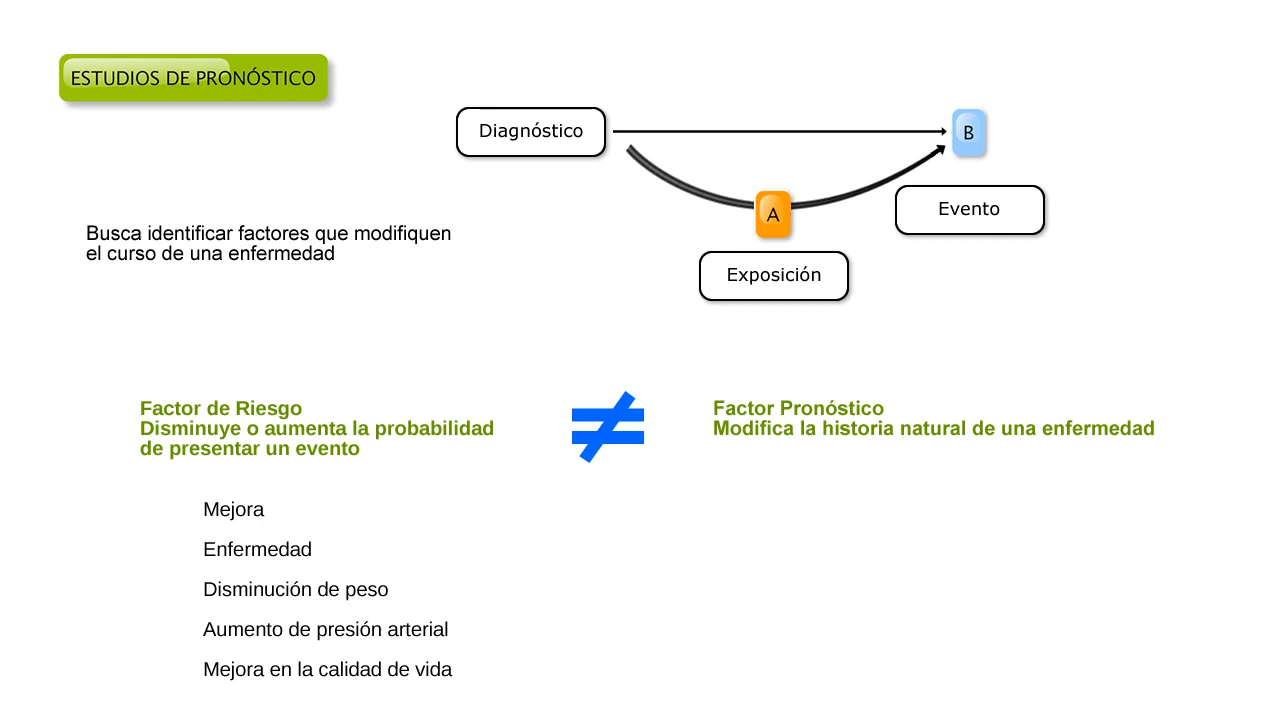 ESTUDIOS DE PRONÓSTICO
Diagnóstico
B
A
Evento
Exposición
Busca identificar factores que modifiquen
el curso de una enfermedad
Factor de Riesgo
Disminuye o aumenta la probabilidad
de presentar un evento
≠
Factor Pronóstico
Modifica la historia natural de una enfermedad
Mejora
Enfermedad
Disminución de peso
Aumento de presión arterial
Mejora en la calidad de vida